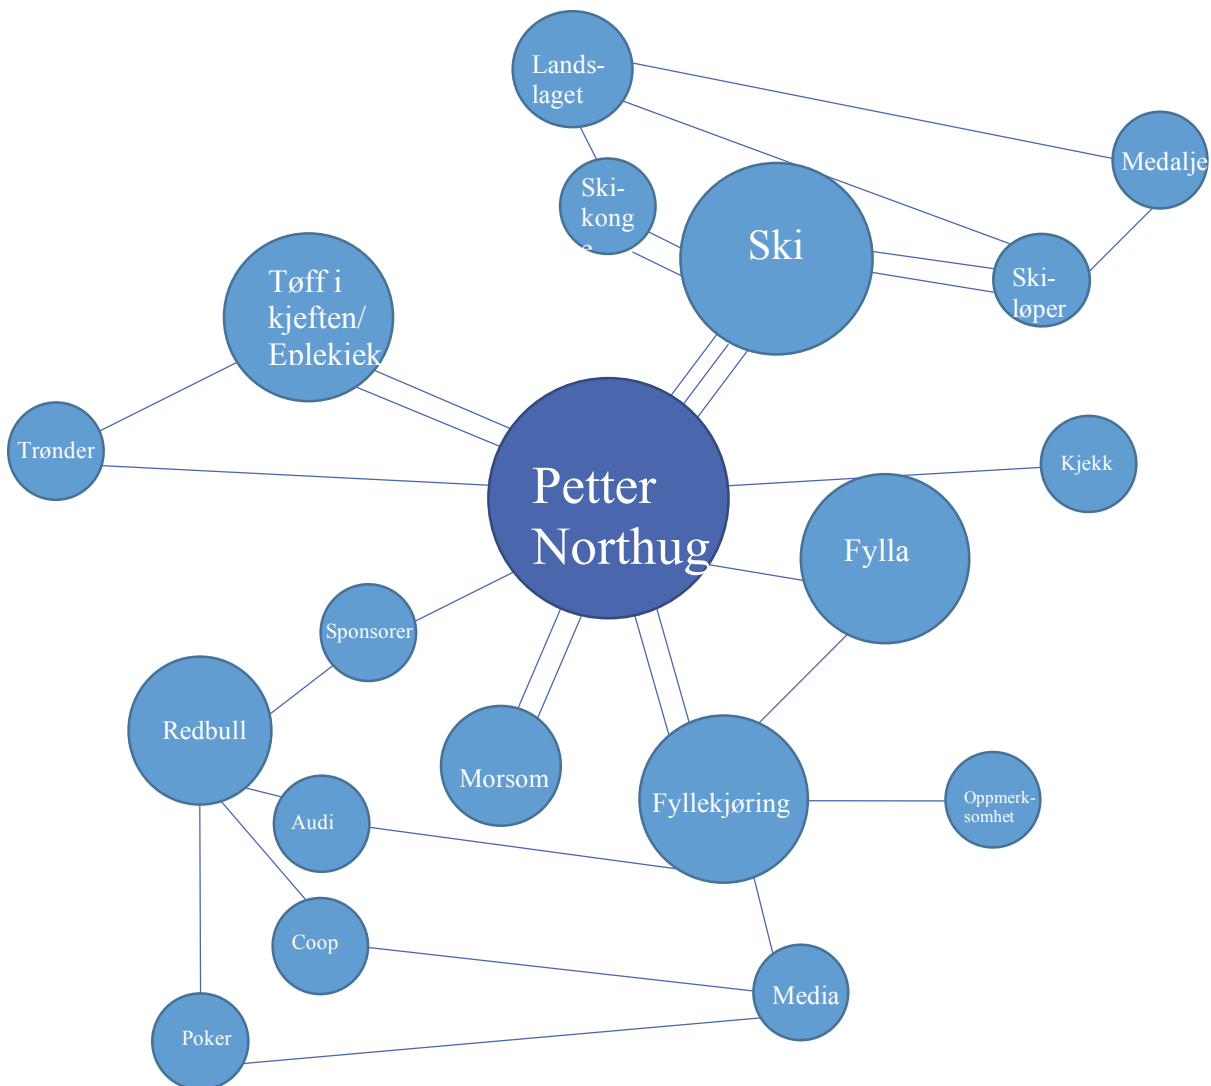 Lands-
laget
Medalje
Ski-
kong
e
Ski
Ski-
løper
Tøff i
kjeften/
Eplekjek
Trønder
Petter
Northug
Kjekk
Fylla
Sponsorer
Redbull
Morsom
Fyllekjøring
Oppmerk-
somhet
Audi
Coop
Media
Poker